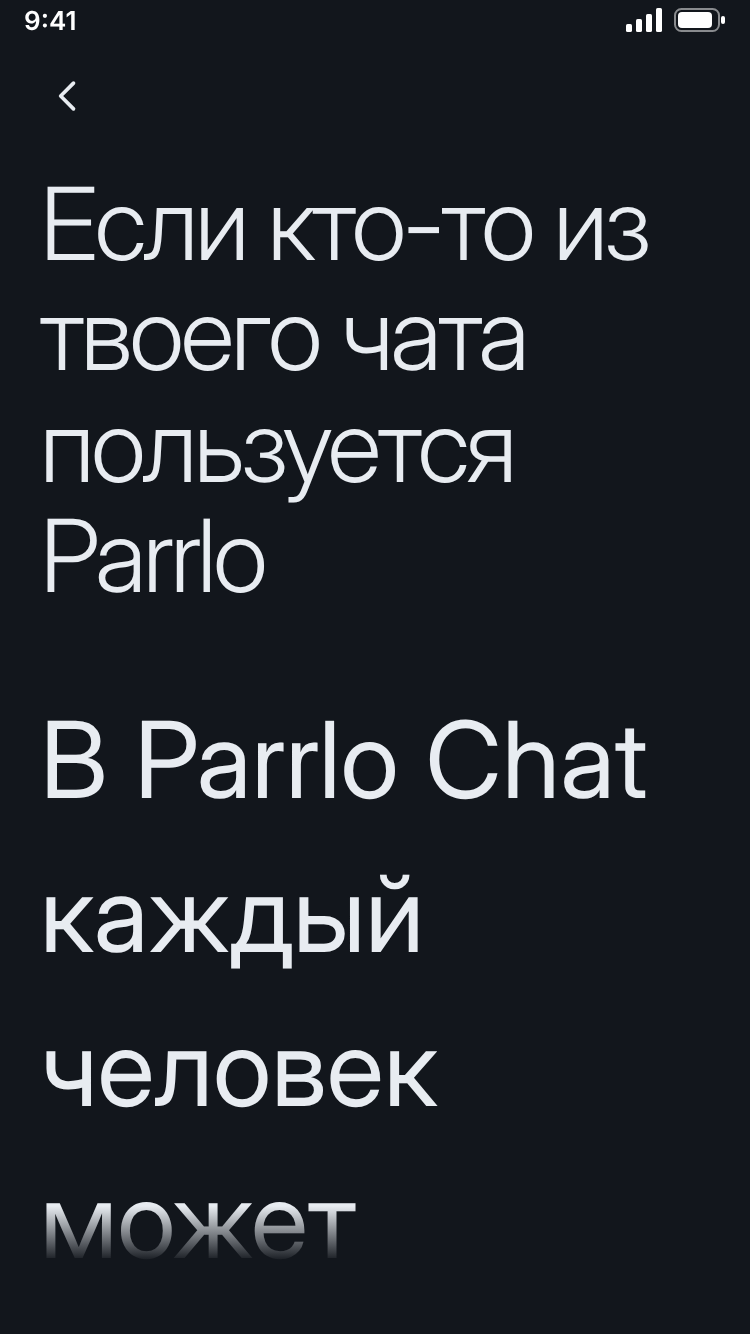 9:41
Если кто-то из
твоего чата
пользуется
Parrlo
В Parrlo Chat
каждый
человек
может